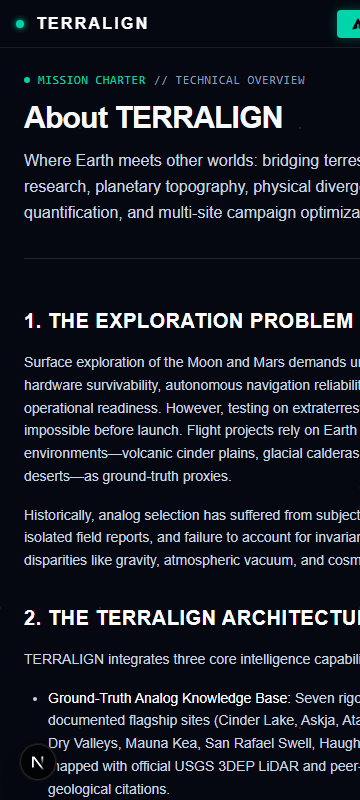 TERRALIGN
MISSION CHARTER // TECHNICAL OVERVIEW
About TERRALIGN
Where Earth meets other worlds: bridging terres
research, planetary topography, physical diverg
quantification, and multi-site campaign optimiza
1. THE EXPLORATION PROBLEM
Surface exploration of the Moon and Mars demands u
hardware survivability, autonomous navigation reliabili
operational readiness. However, testing on extraterres
impossible before launch. Flight projects rely on Earth
environments—volcanic cinder plains, glacial calderas
deserts—as ground-truth proxies.
Historically, analog selection has suffered from subject
isolated field reports, and failure to account for invaria
disparities like gravity, atmospheric vacuum, and cosm
2. THE TERRALIGN ARCHITECTU
TERRALIGN integrates three core intelligence capabili
• Ground-Truth Analog Knowledge Base: Seven rigo
documented flagship sites (Cinder Lake, Askja, Ata
Dry Valleys, Mauna Kea, San Rafael Swell, Haugh
mapped with official USGS 3DEP LiDAR and peer-
geological citations.
N